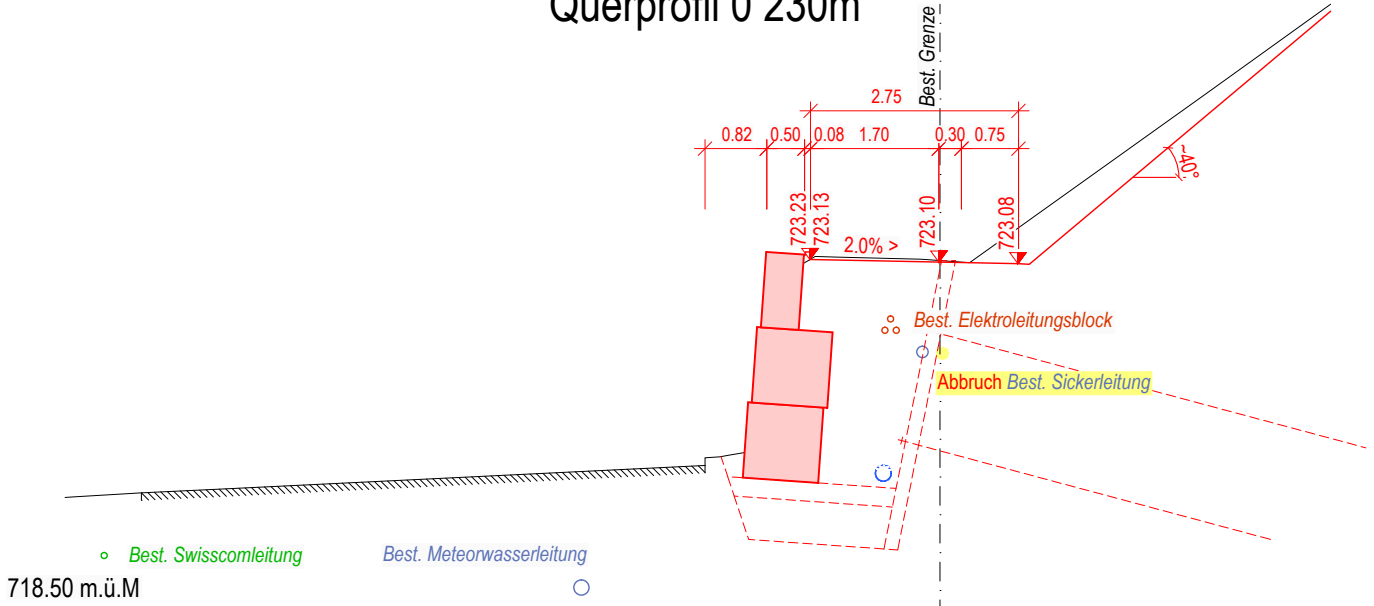 Querprofil 0 230m
Best. Grenze
2.75
0.82 0.50 0.08 1.70 0.30 0.75
~40°
723.23
723.13
723.10
723.08
2.0% >
Best. Elektroleitungsblock
Abbruch Best. Sickerleitung
Best. Swisscomleitung
Best. Meteorwasserleitung
718.50 m.ü.M